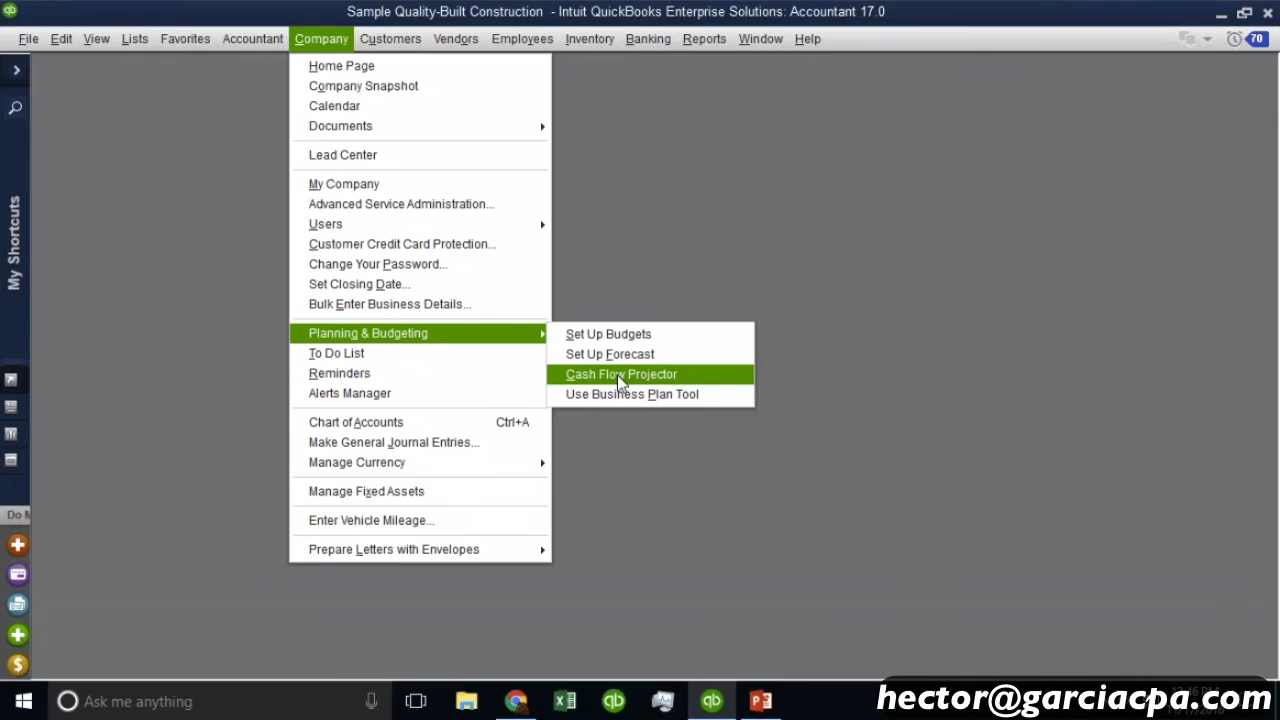 Sample Quality-Built Construction - Intuit QuickBooks Enterprise Solutions: Accountant 17.0
File Edit View Lists Favorites Accountant Company Customers Vendors Employees Inventory Banking Reports Window Help 70
Home Page
Company Snapshot
Calendar
Documents
Lead Center
My Company
Advanced Service Administration...
Users
Customer Credit Card Protection...
Change Your Password...
Set Closing Date...
Bulk Enter Business Details...
Planning & Budgeting
To Do List
Reminders
Alerts Manager
Chart of Accounts Ctrl+A
Make General Journal Entries...
Manage Currency
Manage Fixed Assets
Enter Vehicle Mileage...
Prepare Letters with Envelopes
Set Up Budgets
Set Up Forecast
Cash Flow Projector
Use Business Plan Tool
My Shortcuts
Do
Ask me anything
hector@garciacpa.com